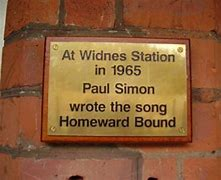 At Widnes Station
in 1965
Paul Simon
wrote the song
Homeward Bound